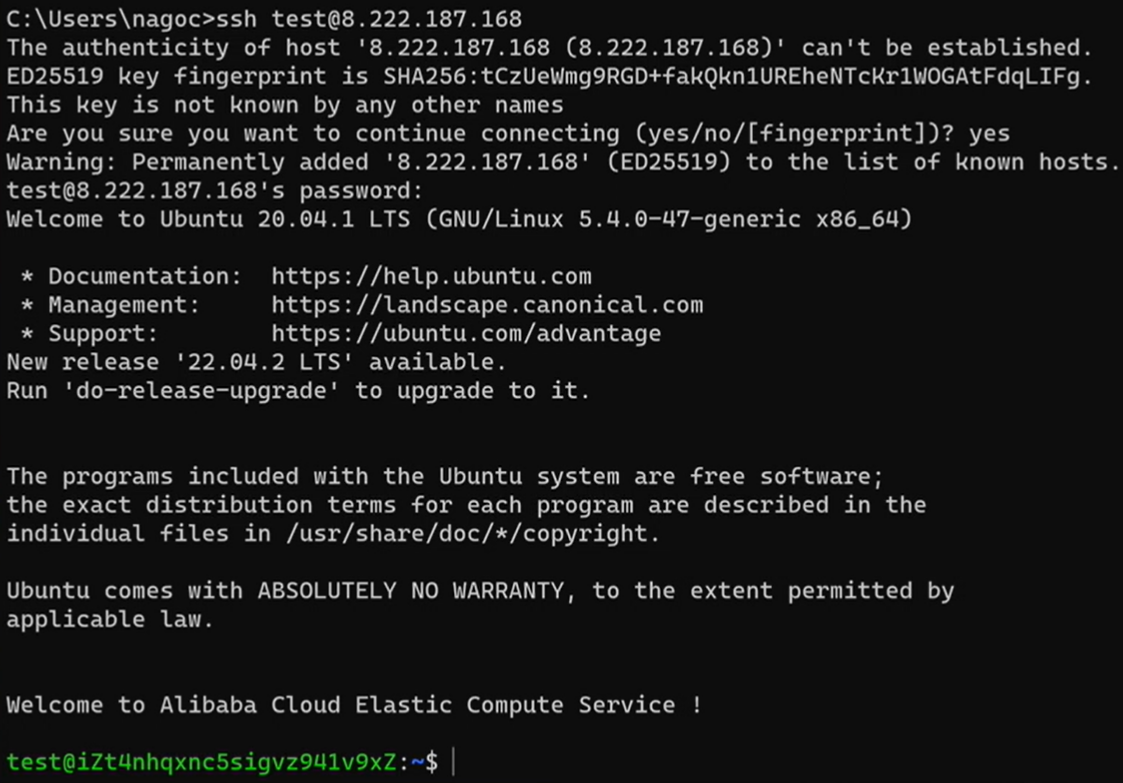 C:\Users\nagoc>ssh test@8.222.187.168
The authenticity of host '8.222.187.168 (8.222.187.168)' can't be established.
ED25519 key fingerprint is SHA256:tCzUeWmg9RGD+fakQkn1UREheNTcKr1WOGAtFdqLIFg.
This key is not known by any other names
Are you sure you want to continue connecting (yes/no/[fingerprint])? yes
Warning: Permanently added '8.222.187.168' (ED25519) to the list of known hosts.
test@8.222.187.168's password:
Welcome to Ubuntu 20.04.1 LTS (GNU/Linux 5.4.0-47-generic x86_64)
* Documentation:  https://help.ubuntu.com
* Management:     https://landscape.canonical.com
* Support:        https://ubuntu.com/advantage
New release '22.04.2 LTS' available.
Run 'do-release-upgrade' to upgrade to it.
The programs included with the Ubuntu system are free software;
the exact distribution terms for each program are described in the
individual files in /usr/share/doc/*/copyright.
Ubuntu comes with ABSOLUTELY NO WARRANTY, to the extent permitted by
applicable law.
Welcome to Alibaba Cloud Elastic Compute Service !
test@iZt4nhqxnc5sigvz941v9xZ:~$